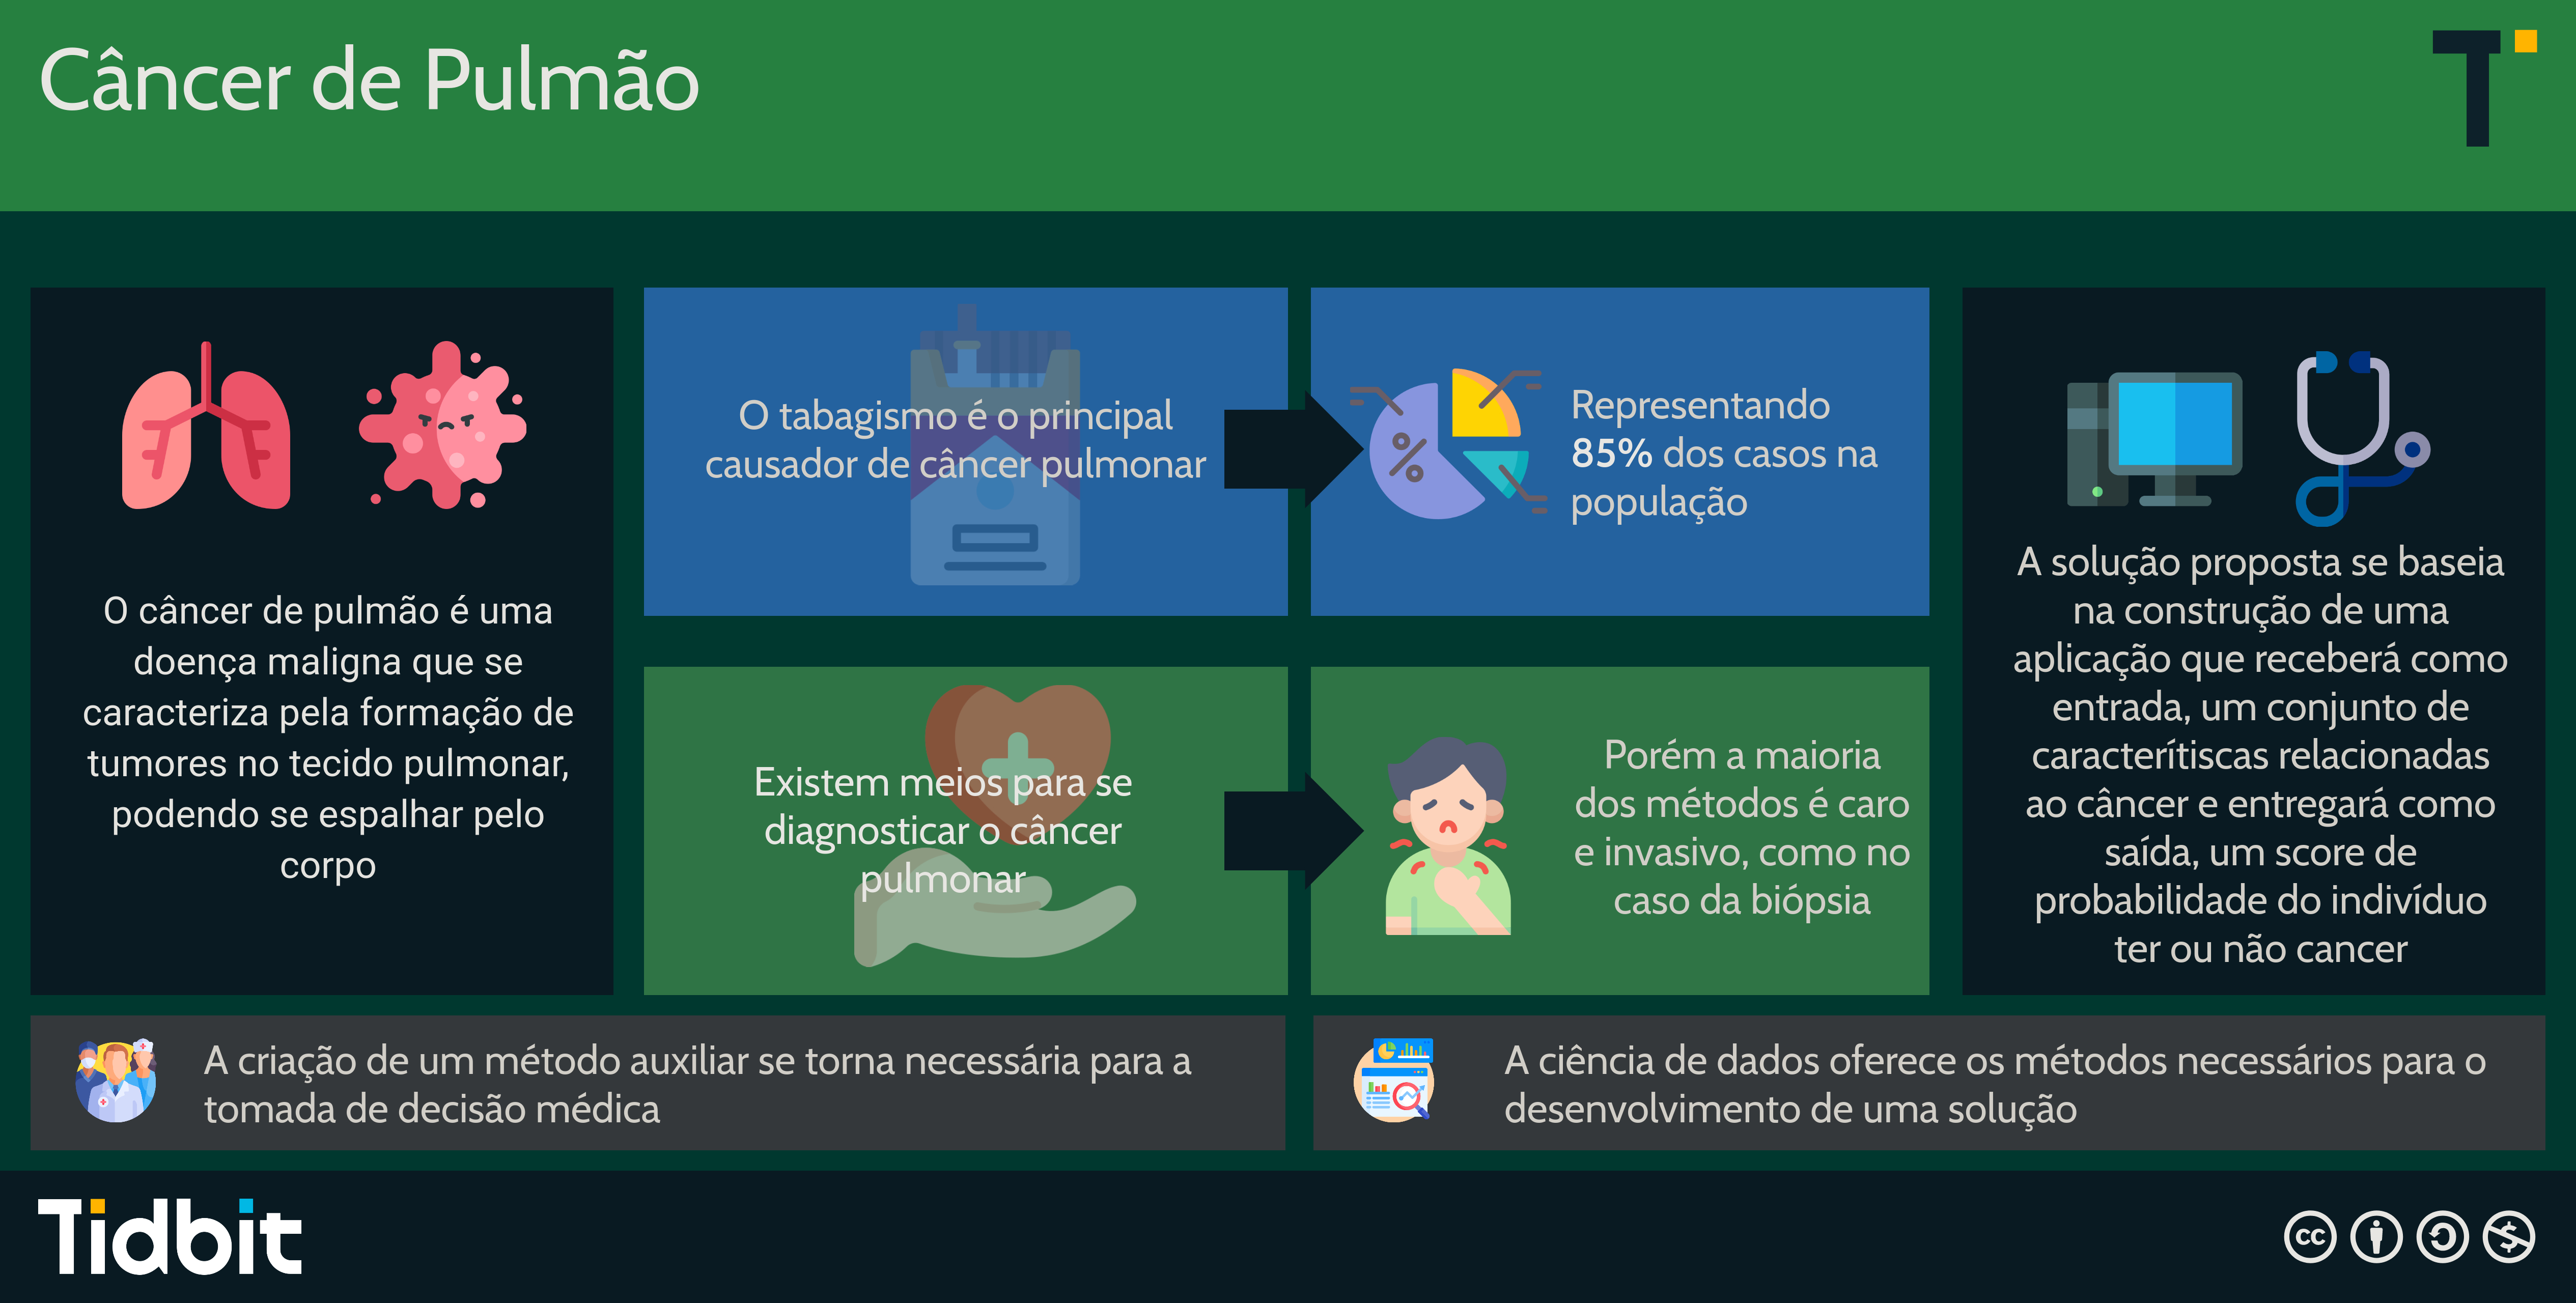 Câncer de Pulmão
O câncer de pulmão é uma
doença maligna que se
caracteriza pela formação de
tumores no tecido pulmonar,
podendo se espalhar pelo
corpo
O tabagismo é o principal
causador de câncer pulmonar
%
Representando
85% dos casos na
população
Existem meios para se
diagnosticar o câncer
pulmonar
Porém a maioria
dos métodos é caro
e invasivo, como no
caso da biópsia
A solução proposta se baseia
na construção de uma
aplicação que receberá como
entrada, um conjunto de
caracterítiscas relacionadas
ao câncer e entregará como
saída, um score de
probabilidade do indivíduo
ter ou não cancer
A criação de um método auxiliar se torna necessária para a
tomada de decisão médica
A ciência de dados oferece os métodos necessários para o
desenvolvimento de uma solução
Tidbit
cc